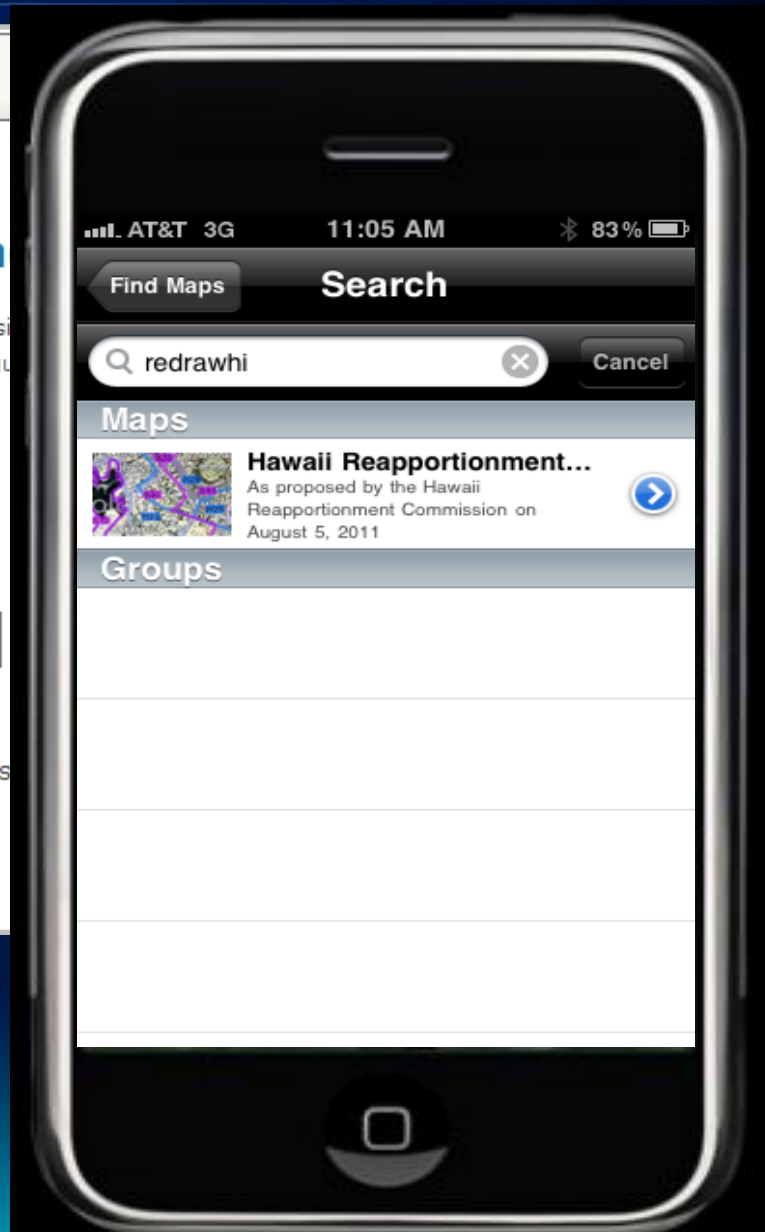 AT&T 3G 11:05 AM 83%
Find Maps Search
redrawhi Cancel
Maps
Hawaii Reapportionment...
As proposed by the Hawaii
Reapportionment Commission on
August 5, 2011
Groups